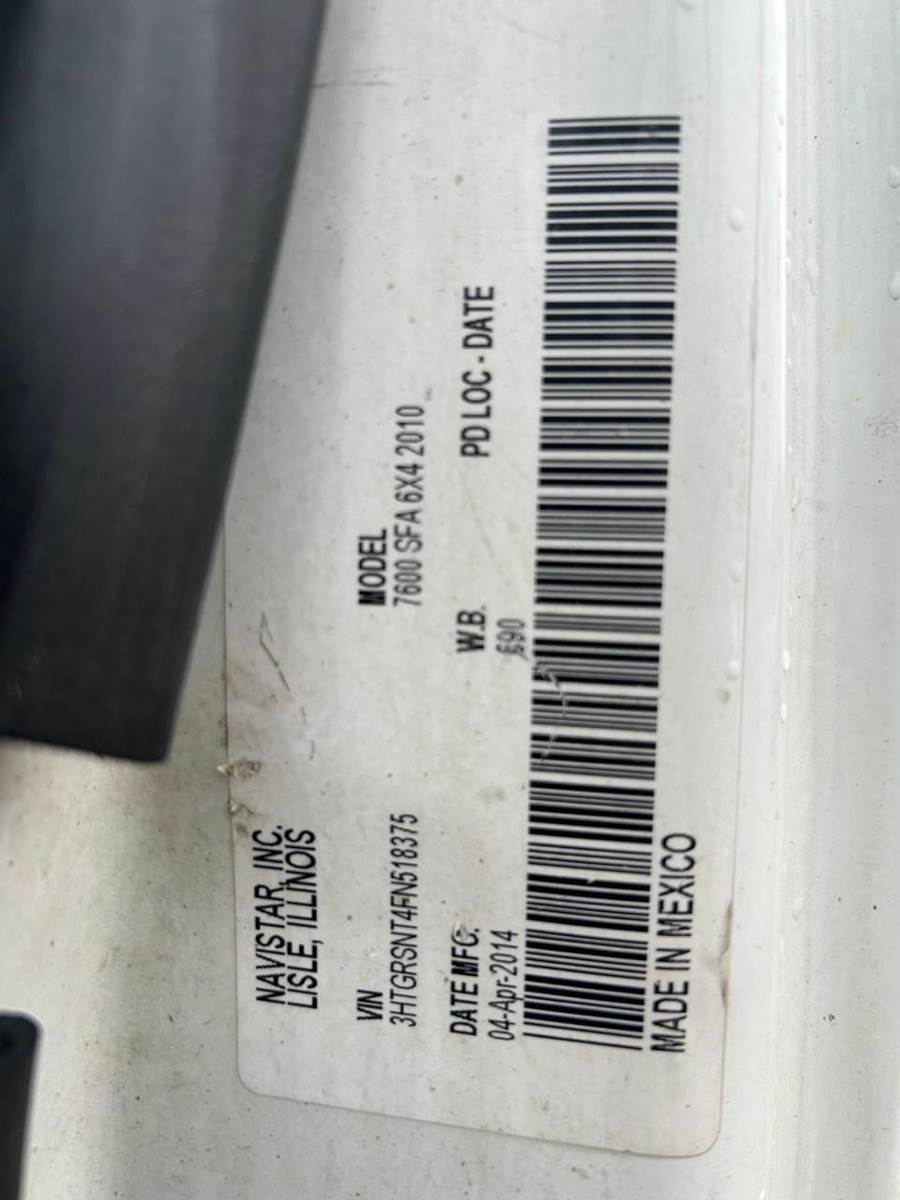 NAVISTAR, INC.
LISLE, ILLINOIS
VIN
3HTGRSNT4FN518375
MODEL
7600 SFA 6X4 2010
DATE MFG.
04-Apr-2014
W.B.
690
PD LOC - DATE
MADE IN MEXICO